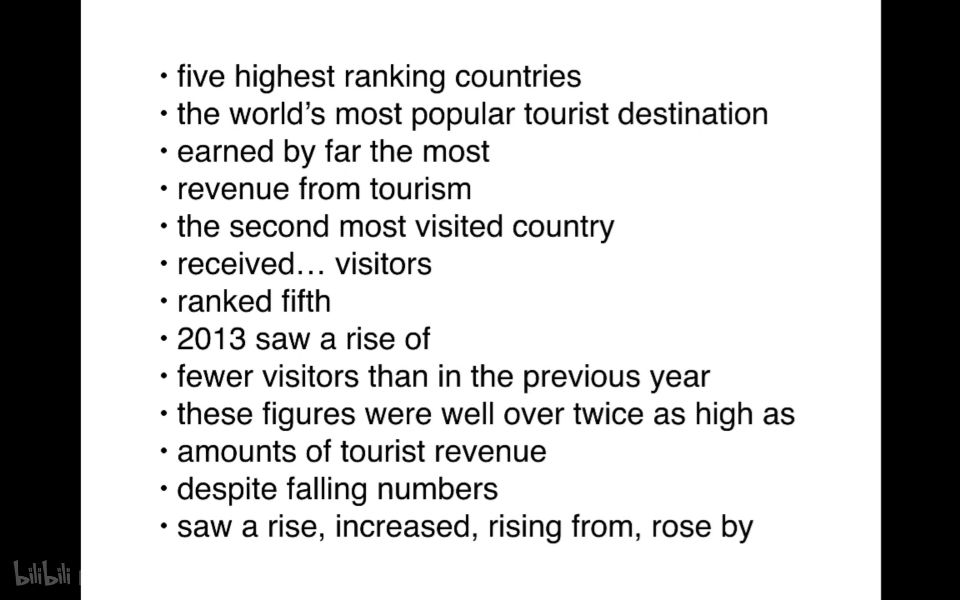 • five highest ranking countries
• the world's most popular tourist destination
• earned by far the most
• revenue from tourism
• the second most visited country
• received… visitors
• ranked fifth
• 2013 saw a rise of
• fewer visitors than in the previous year
• these figures were well over twice as high as
• amounts of tourist revenue
• despite falling numbers
• saw a rise, increased, rising from, rose by
bilibili